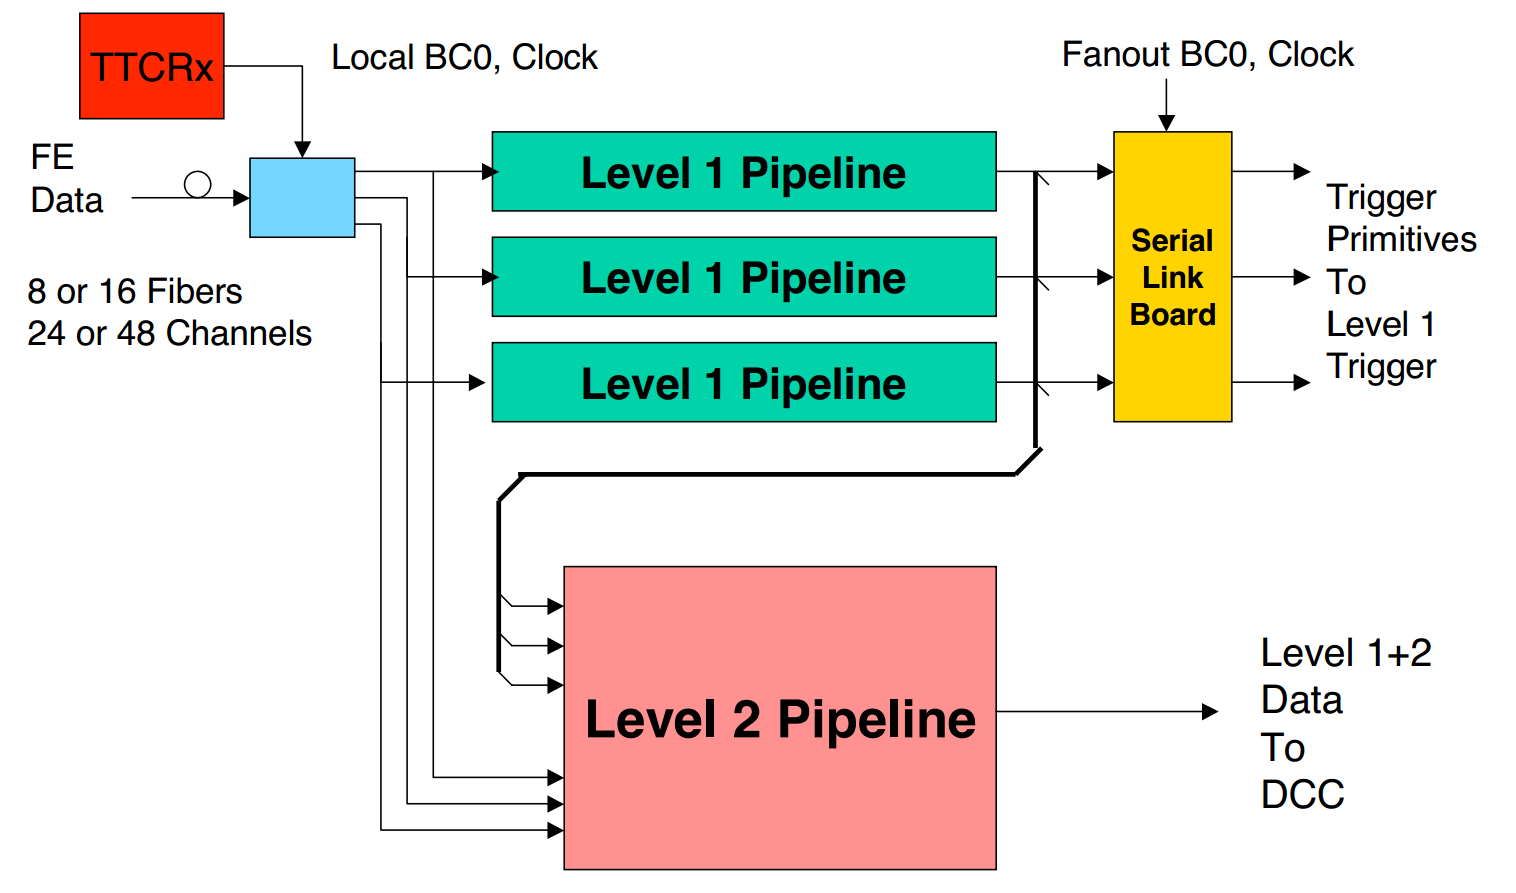 TTCRx
Local BC0, Clock
Fanout BC0, Clock
FE
Data
8 or 16 Fibers
24 or 48 Channels
Level 1 Pipeline
Level 1 Pipeline
Level 1 Pipeline
Serial
Link
Board
Trigger
Primitives
To
Level 1
Trigger
Level 2 Pipeline
Level 1+2
Data
To
DCC